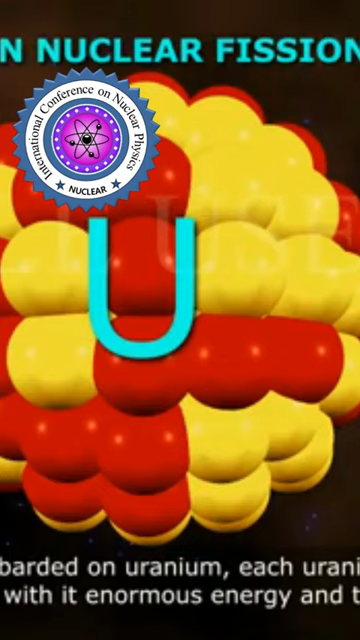 N NUCLEAR FISSION
International Conference on Nuclear Physics
NUCLEAR
U
barded on uranium, each urani
with it enormous energy and t